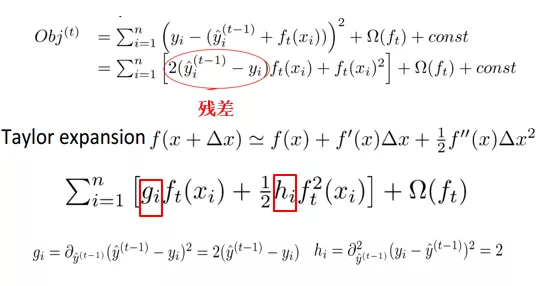 Obj^{(t)} = \sum_{i=1}^{n} \left( y_i - (\hat{y}_i^{(t-1)} + f_t(x_i)) \right)^2 + \Omega(f_t) + const
= \sum_{i=1}^{n} \left[ 2(\hat{y}_i^{(t-1)} - y_i) f_t(x_i) + f_t(x_i)^2 \right] + \Omega(f_t) + const
残差
Taylor expansion f(x + \Delta x) \simeq f(x) + f'(x)\Delta x + \frac{1}{2} f''(x)\Delta x^2
\sum_{i=1}^{n} \left[ g_i f_t(x_i) + \frac{1}{2} h_i f_t^2(x_i) \right] + \Omega(f_t)
g_i = \partial_{\hat{y}^{(t-1)}} (\hat{y}^{(t-1)} - y_i)^2 = 2(\hat{y}^{(t-1)} - y_i) h_i = \partial^2_{\hat{y}^{(t-1)}} (y_i - \hat{y}^{(t-1)})^2 = 2